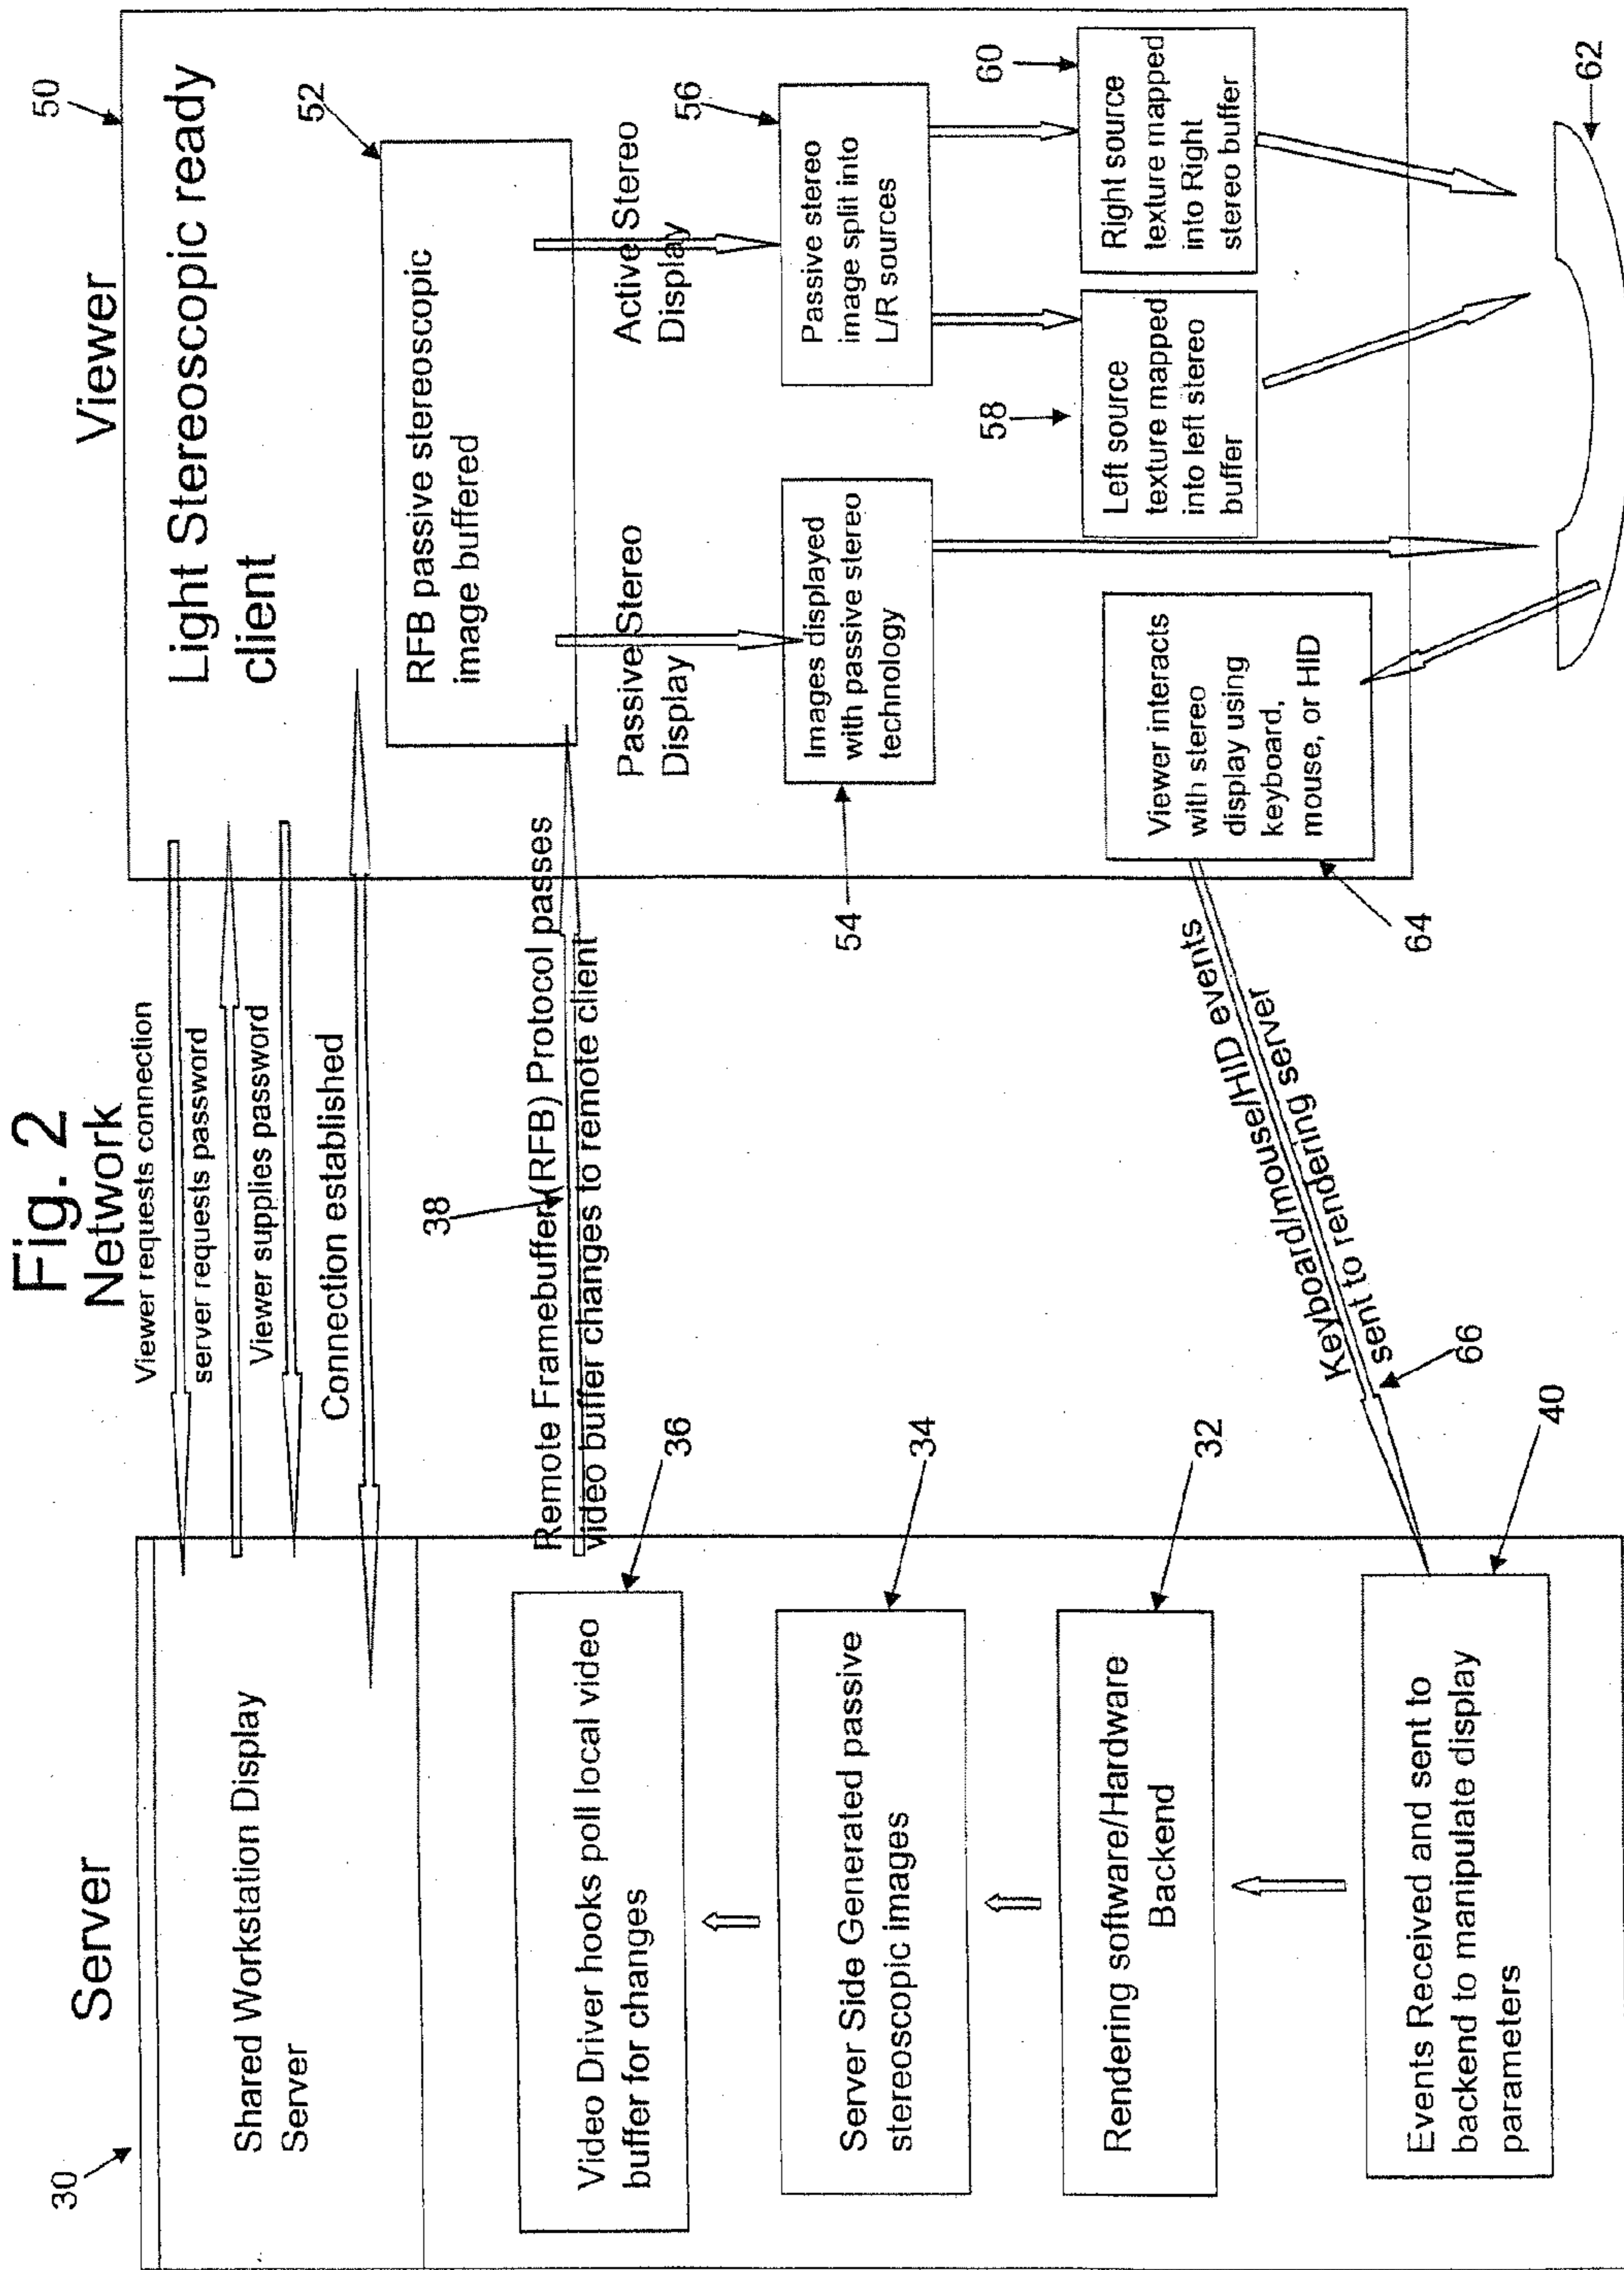 Fig. 2
Server
Network
Viewer
30
50
Shared Workstation Display
Server
Viewer requests connection
server requests password
Viewer supplies password
Connection established
Light Stereoscopic ready
client
38
Remote Framebuffer (RFB) Protocol passes
video buffer changes to remote client
52
RFB passive stereoscopic
image buffered
36
Video Driver hooks poll local video
buffer for changes
Passive Stereo
Display
Active Stereo
Display
34
Server Side Generated passive
stereoscopic images
54
Images displayed
with passive stereo
technology
56
Passive stereo
image split into
L/R sources
32
Rendering software/Hardware
Backend
58
Left source
texture mapped
into left stereo
buffer
60
Right source
texture mapped
into Right
stereo buffer
Viewer interacts
with stereo
display using
keyboard,
mouse, or HID
64
Keyboard/mouse/HID events
sent to rendering server
66
40
Events Received and sent to
backend to manipulate display
parameters
62